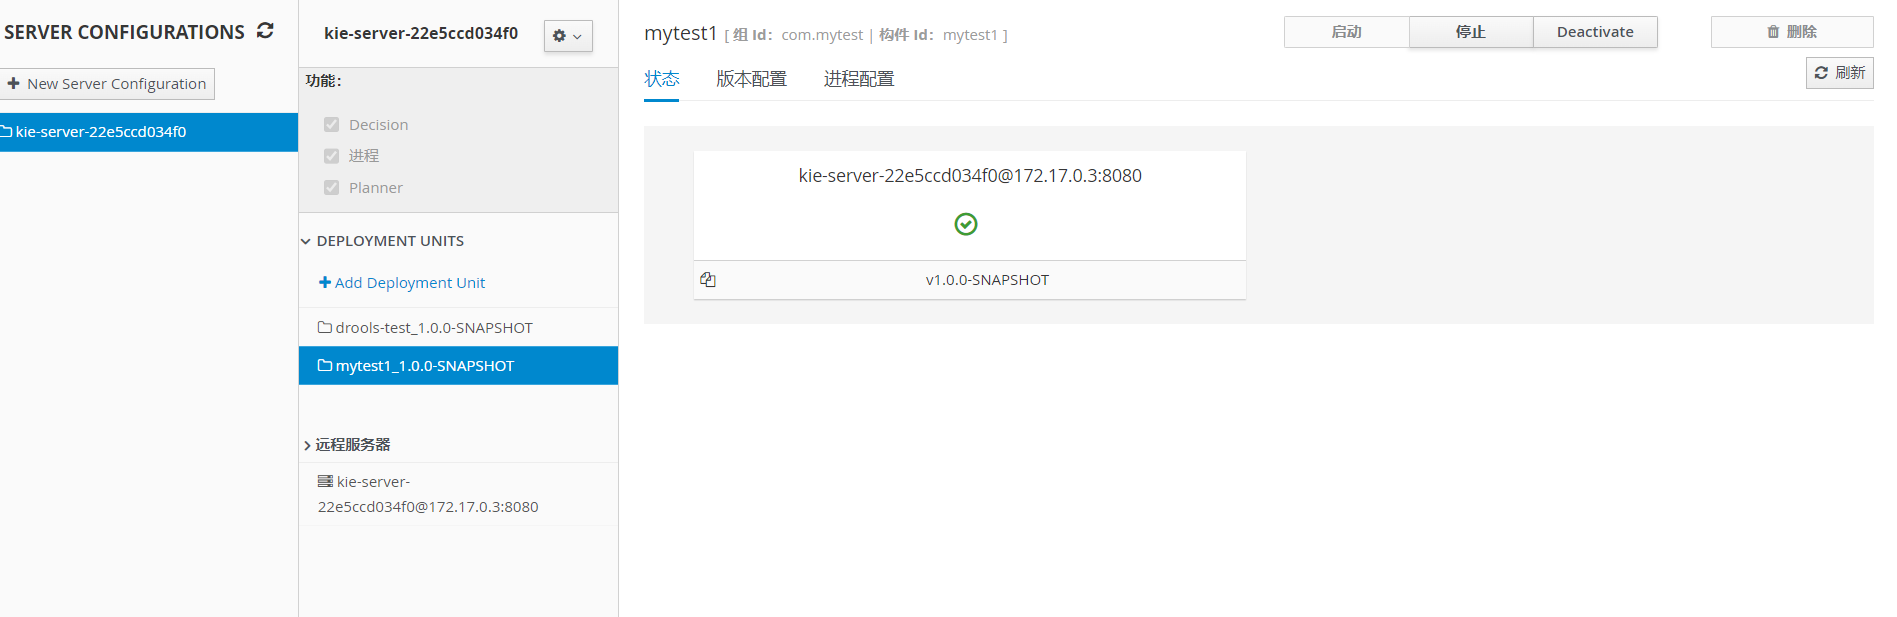 SERVER CONFIGURATIONS
New Server Configuration
kie-server-22e5ccd034f0
kie-server-22e5ccd034f0
功能：
Decision
进程
Planner
DEPLOYMENT UNITS
Add Deployment Unit
drools-test_1.0.0-SNAPSHOT
mytest1_1.0.0-SNAPSHOT
远程服务器
kie-server-
22e5ccd034f0@172.17.0.3:8080
mytest1 [ 组 Id： com.mytest | 构件 Id： mytest1 ]
启动 停止 Deactivate 删除
状态 版本配置 进程配置
刷新
kie-server-22e5ccd034f0@172.17.0.3:8080
v1.0.0-SNAPSHOT